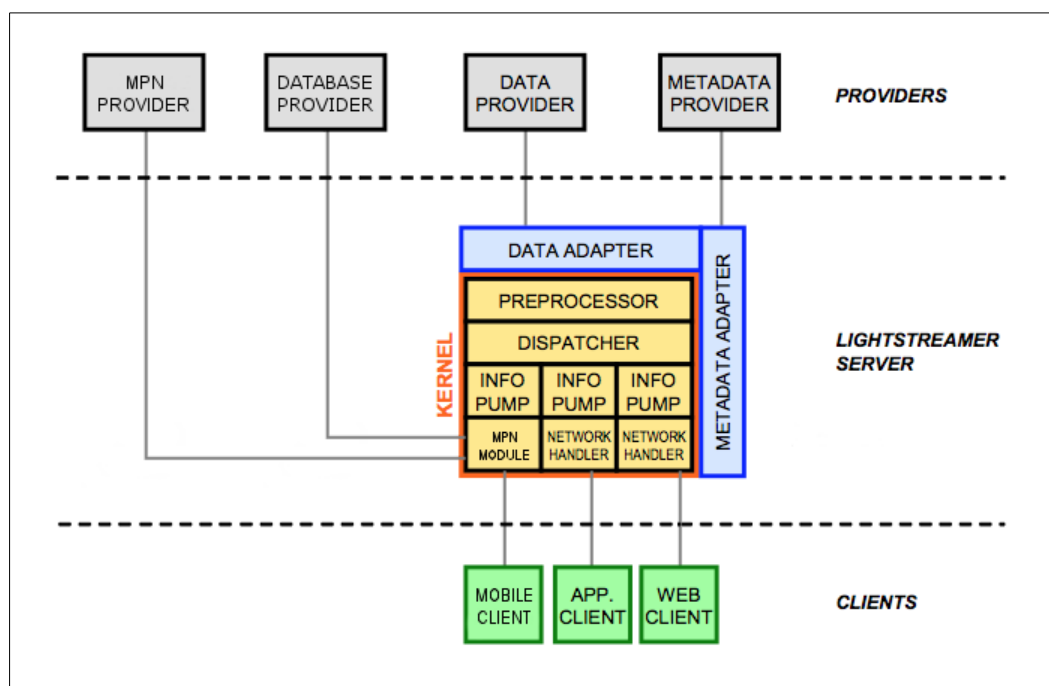 MPN
PROVIDER
DATABASE
PROVIDER
DATA
PROVIDER
METADATA
PROVIDER
PROVIDERS
DATA ADAPTER
METADATA ADAPTER
KERNEL
PREPROCESSOR
DISPATCHER
INFO
PUMP
INFO
PUMP
INFO
PUMP
MPN
MODULE
NETWORK
HANDLER
NETWORK
HANDLER
LIGHTSTREAMER
SERVER
MOBILE
CLIENT
APP.
CLIENT
WEB
CLIENT
CLIENTS